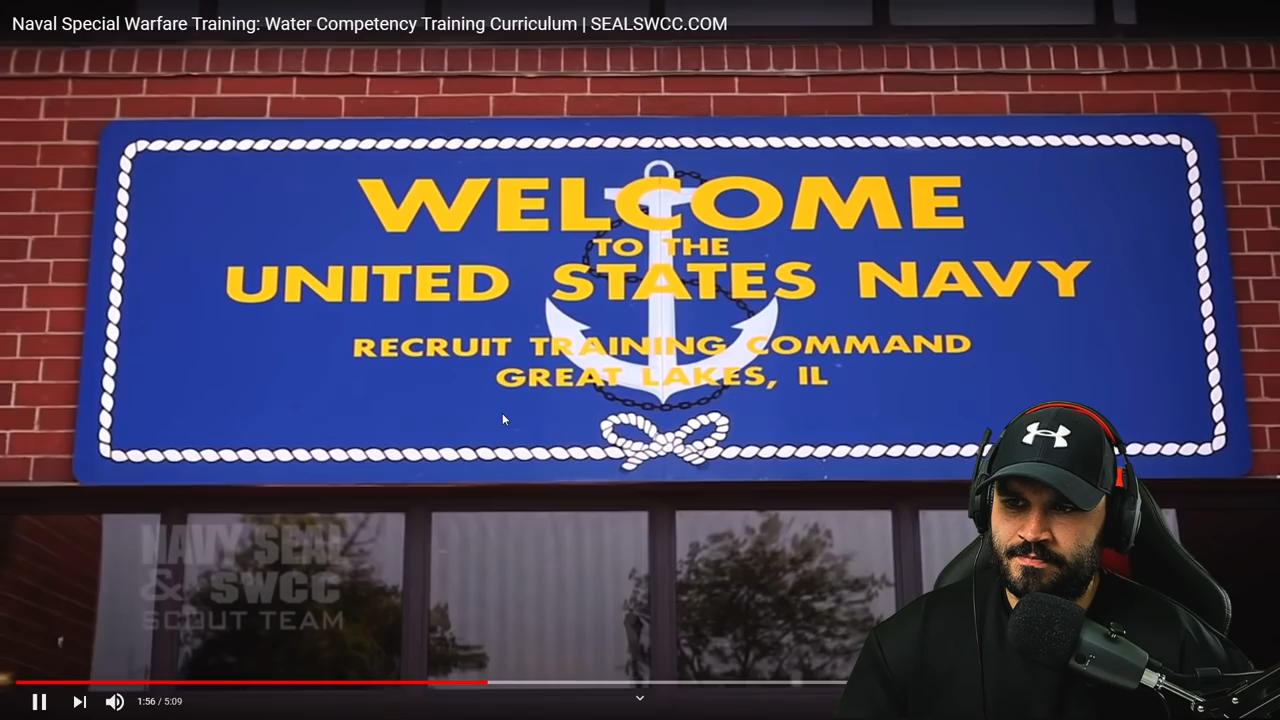 Naval Special Warfare Training: Water Competency Training Curriculum | SEALSWCC.COM
WELCOME
TO THE
UNITED STATES NAVY
RECRUIT TRAINING COMMAND
GREAT LAKES, IL
NAVY SEAL
& SWCC
SCOUT TEAM
1:56 / 5:09